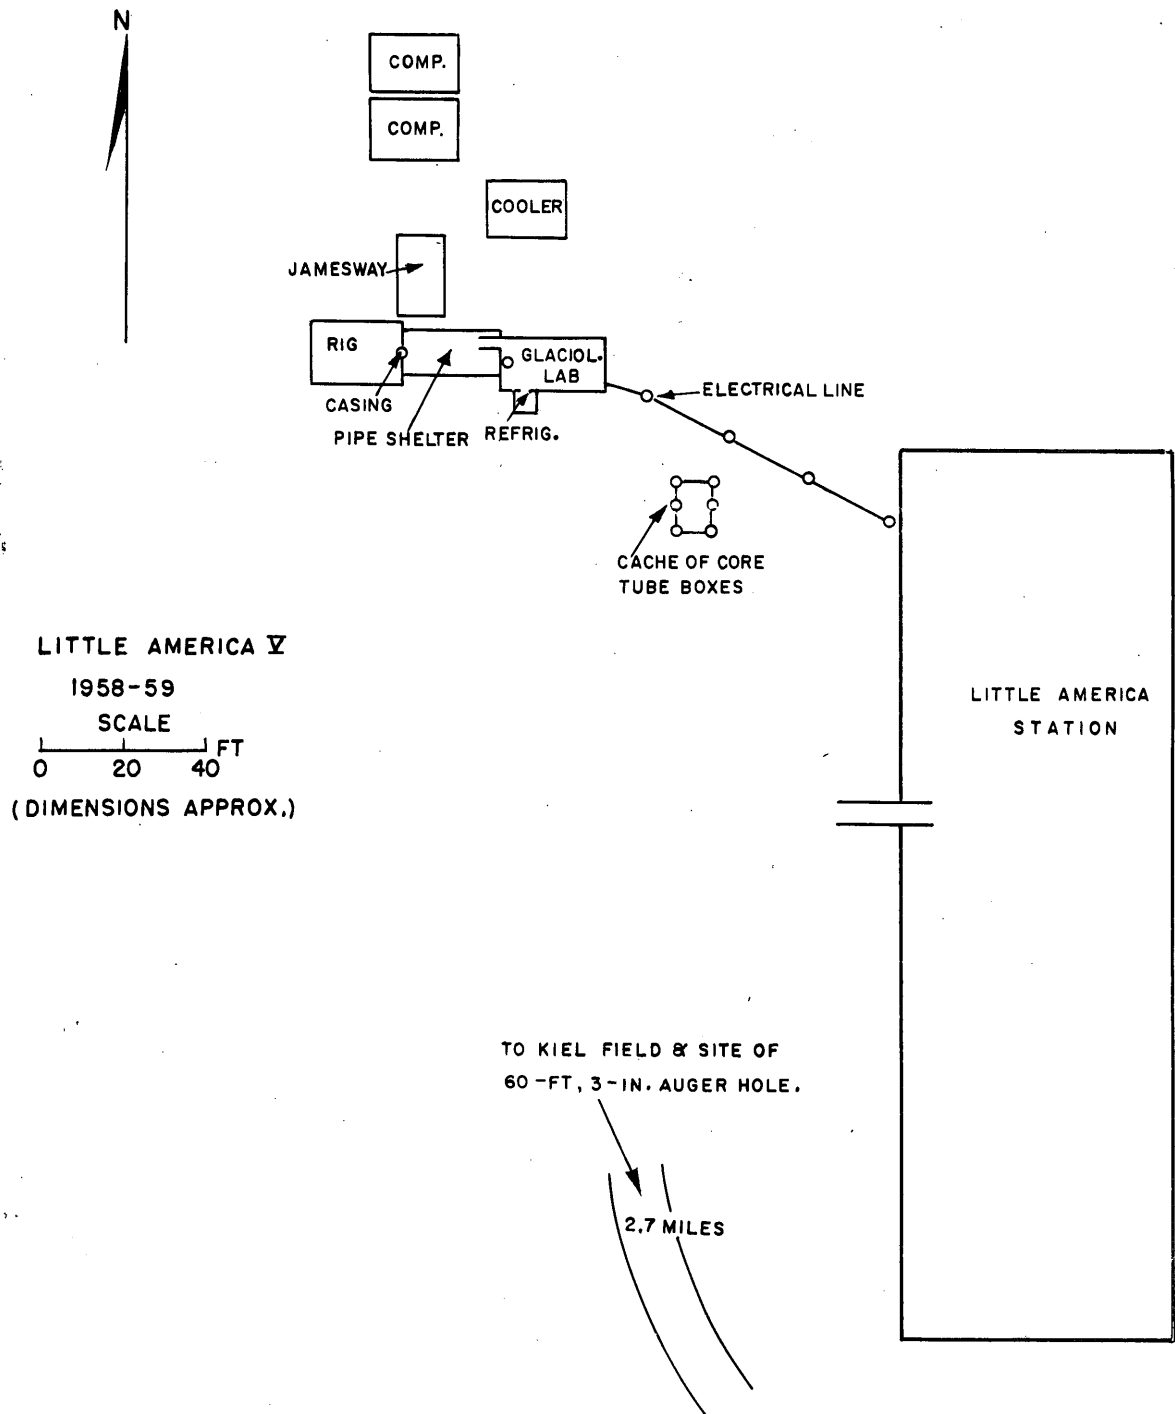 N
COMP.
COMP.
COOLER
JAMESWAY
RIG
GLACIOL.
LAB
CASING
PIPE SHELTER
REFRIG.
ELECTRICAL LINE
CACHE OF CORE
TUBE BOXES
LITTLE AMERICA V
1958-59
SCALE
FT
0 20 40
(DIMENSIONS APPROX.)
LITTLE AMERICA
STATION
TO KIEL FIELD & SITE OF
60-FT, 3-IN. AUGER HOLE.
2.7 MILES